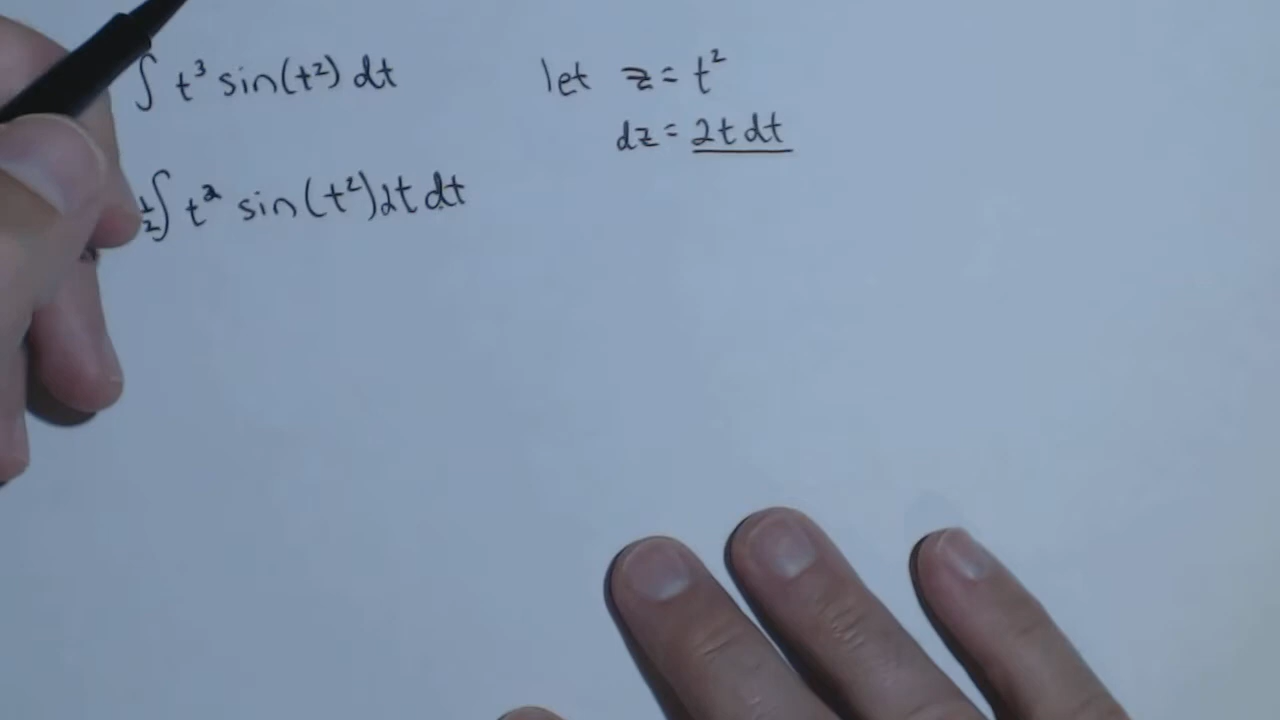 ∫ t³ sin(t²) dt let z = t²
dz = 2t dt
½∫ t² sin(t²)2t dt